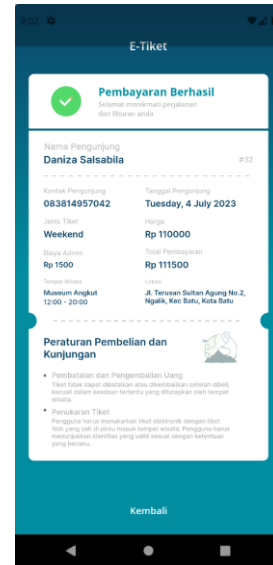 9:02
E-Tiket
Pembayaran Berhasil
Selamat menikmati perjalanan
dan liburan anda
Nama Pengunjung
Daniza Salsabila
#32
Kontak Pengunjung
Tanggal Pengunjung
083814957042
Tuesday, 4 July 2023
Jenis Tiket
Harga
Weekend
Rp 110000
Biaya Admin
Total Pembayaran
Rp 1500
Rp 111500
Tempat Wisata
Lokasi
Museum Angkut
12:00 - 20:00
Jl. Terusan Sultan Agung No.2,
Ngalik, Kec Batu, Kota Batu
Peraturan Pembelian dan
Kunjungan
• Pembatalan dan Pengembalian Uang
Tiket tidak dapat dibatalkan atau dikembalikan setelah dibeli,
kecuali dalam keadaan tertentu yang ditetapkan oleh tempat
wisata.
• Penukaran Tiket
Pengguna harus menukarkan tiket elektronik dengan tiket
fisik yang sah di pintu masuk tempat wisata. Pengguna harus
menunjukkan identitas yang valid sesuai dengan ketentuan
yang berlaku.
Kembali